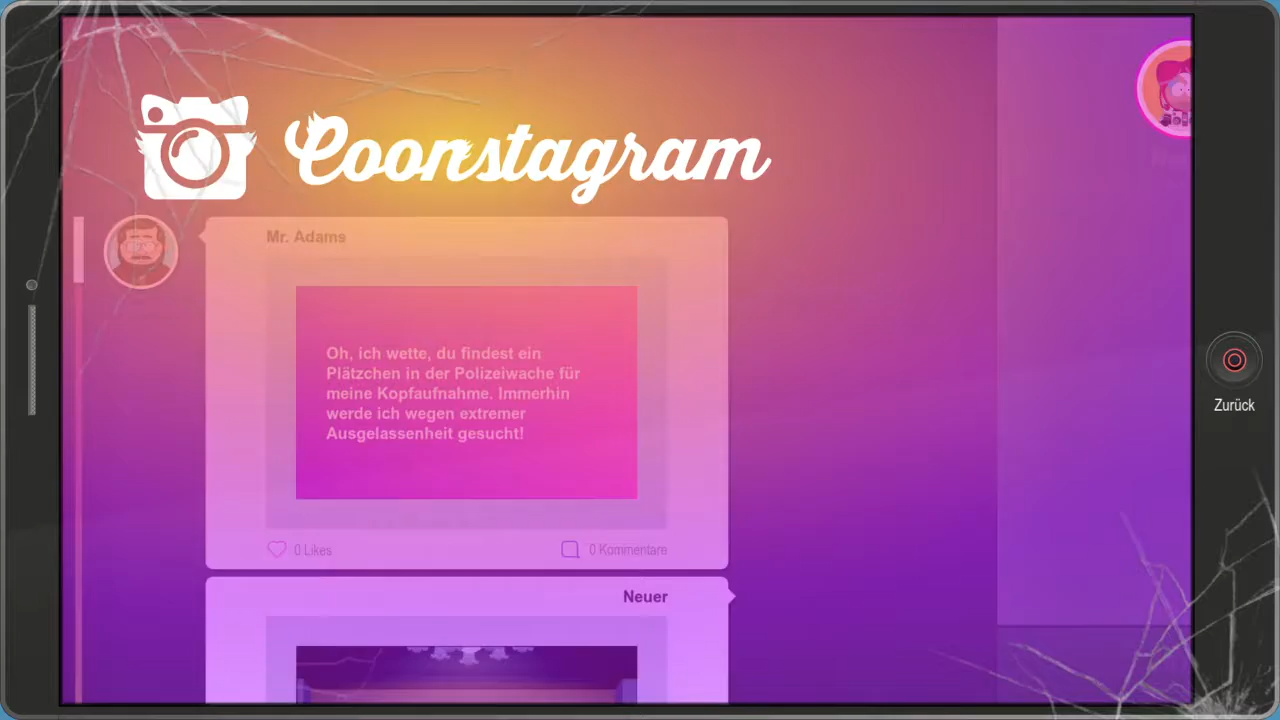 Coonstagram
Mr. Adams
Oh, ich wette, du findest ein
Plätzchen in der Polizeiwache für
meine Kopfaufnahme. Immerhin
werde ich wegen extremer
Ausgelassenheit gesucht!
0 Likes
0 Kommentare
Neuer
Zurück